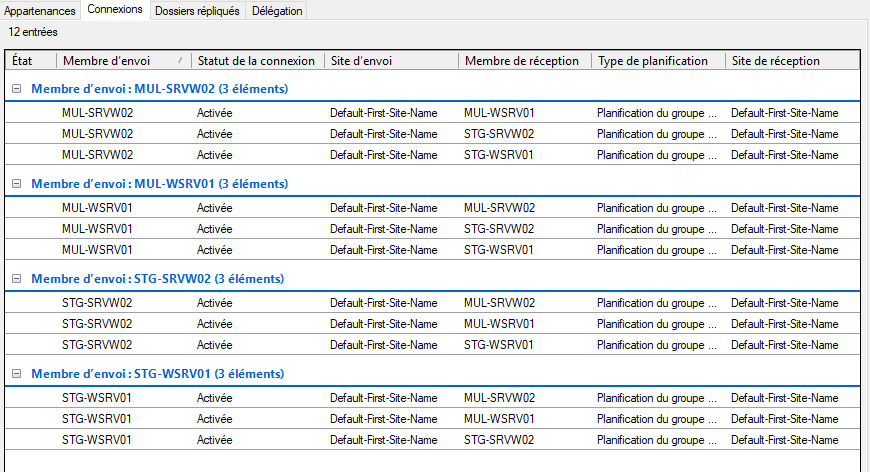 Appartenances Connexions Dossiers répliqués Délégation
12 entrées
État Membre d'envoi Statut de la connexion Site d'envoi Membre de réception Type de planification Site de réception
Membre d'envoi : MUL-SRVW02 (3 éléments)
MUL-SRVW02 Activée Default-First-Site-Name MUL-WSRV01 Planification du groupe ... Default-First-Site-Name
MUL-SRVW02 Activée Default-First-Site-Name STG-SRVW02 Planification du groupe ... Default-First-Site-Name
MUL-SRVW02 Activée Default-First-Site-Name STG-WSRV01 Planification du groupe ... Default-First-Site-Name
Membre d'envoi : MUL-WSRV01 (3 éléments)
MUL-WSRV01 Activée Default-First-Site-Name MUL-SRVW02 Planification du groupe ... Default-First-Site-Name
MUL-WSRV01 Activée Default-First-Site-Name STG-SRVW02 Planification du groupe ... Default-First-Site-Name
MUL-WSRV01 Activée Default-First-Site-Name STG-WSRV01 Planification du groupe ... Default-First-Site-Name
Membre d'envoi : STG-SRVW02 (3 éléments)
STG-SRVW02 Activée Default-First-Site-Name MUL-SRVW02 Planification du groupe ... Default-First-Site-Name
STG-SRVW02 Activée Default-First-Site-Name MUL-WSRV01 Planification du groupe ... Default-First-Site-Name
STG-SRVW02 Activée Default-First-Site-Name STG-WSRV01 Planification du groupe ... Default-First-Site-Name
Membre d'envoi : STG-WSRV01 (3 éléments)
STG-WSRV01 Activée Default-First-Site-Name MUL-SRVW02 Planification du groupe ... Default-First-Site-Name
STG-WSRV01 Activée Default-First-Site-Name MUL-WSRV01 Planification du groupe ... Default-First-Site-Name
STG-WSRV01 Activée Default-First-Site-Name STG-SRVW02 Planification du groupe ... Default-First-Site-Name